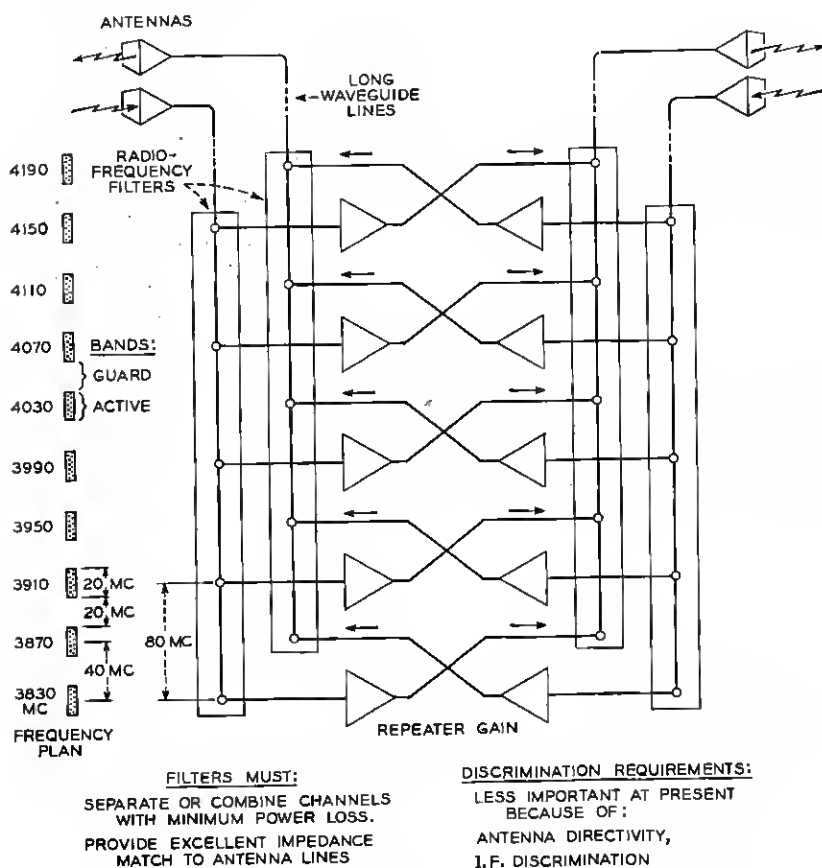 ANTENNAS
LONG
WAVEGUIDE
LINES
RADIO-
FREQUENCY
FILTERS
4190
4150
4110
4070
BANDS:
GUARD
4030
ACTIVE
3990
3950
3910
20 MC
20 MC
80 MC
3870
40 MC
3830
MC
FREQUENCY
PLAN
REPEATER GAIN
FILTERS MUST:
SEPARATE OR COMBINE CHANNELS
WITH MINIMUM POWER LOSS.
PROVIDE EXCELLENT IMPEDANCE
MATCH TO ANTENNA LINES
DISCRIMINATION REQUIREMENTS:
LESS IMPORTANT AT PRESENT
BECAUSE OF:
ANTENNA DIRECTIVITY,
I.F. DISCRIMINATION